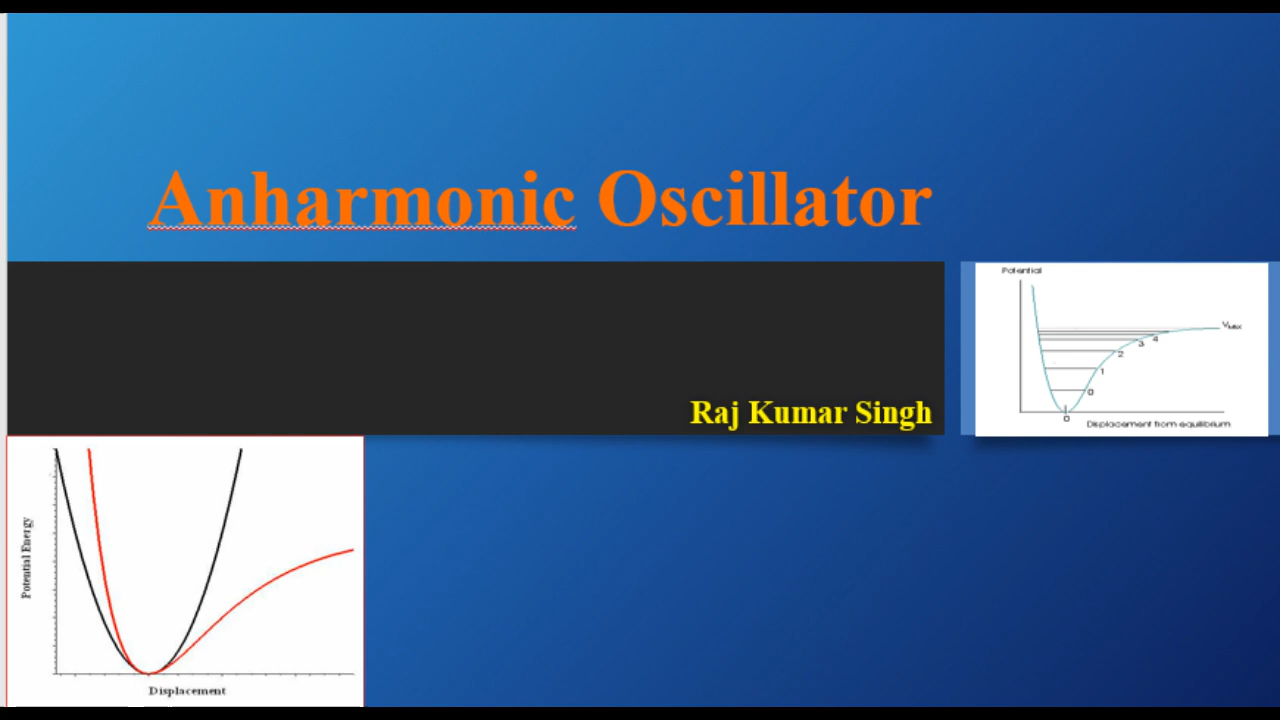 Anharmonic Oscillator
Raj Kumar Singh
Potential
VMax
4
3
2
1
0
0
Displacement from equilibrium
Potential Energy
Displacement